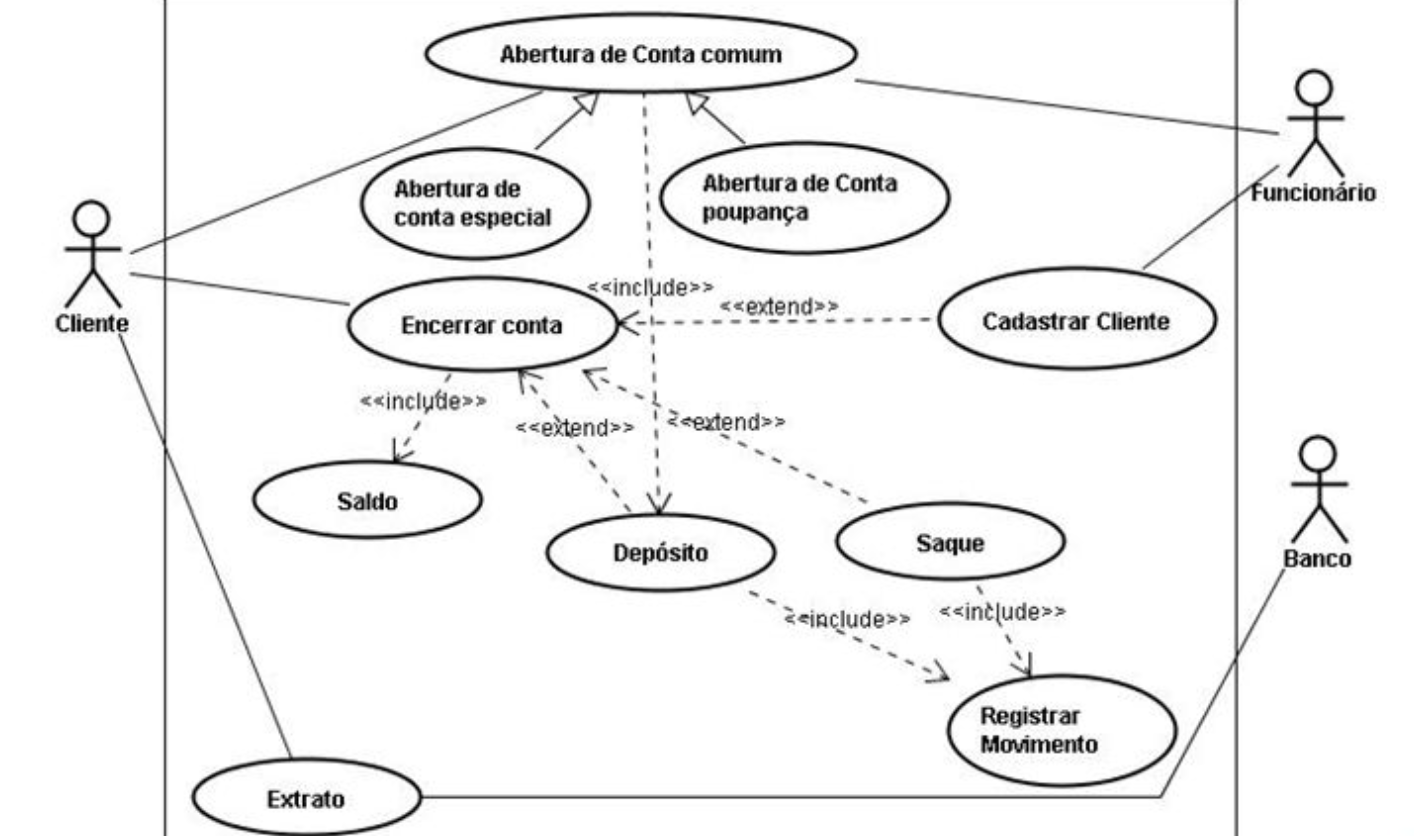 Abertura de Conta comum
Abertura de
conta especial
Abertura de Conta
poupança
Funcionário
Cliente
<<include>>
<<extend>>
Encerrar conta
Cadastrar Cliente
<<include>>
<<extend>>
<<extend>>
Saldo
Depósito
Saque
Banco
<<include>>
<<include>>
Registrar
Movimento
Extrato